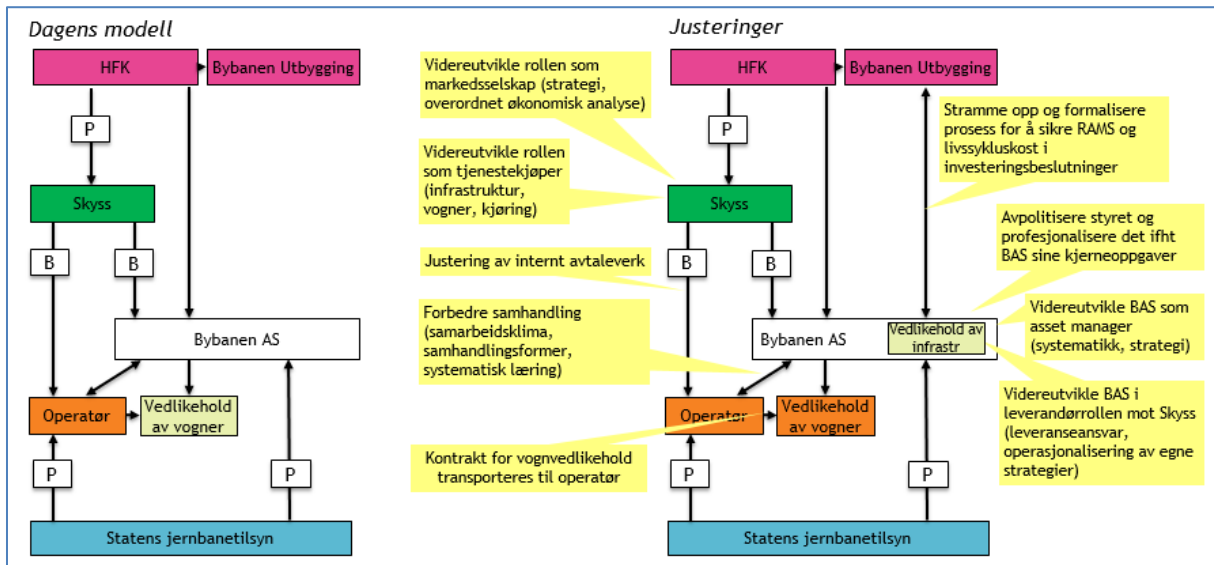 Dagens modell
HFK
Bybanen Utbygging
P
Skyss
B
B
Bybanen AS
Operatør
Vedlikehold
av vogner
P
P
Statens jernbanetilsyn
Justeringer
Videreutvikle rollen som
markedsselskap (strategi,
overordnet økonomisk analyse)
Videreutvikle rollen
som tjenestekjøper
(infrastruktur,
vogner, kjøring)
Justering av internt avtaleverk
Forbedre samhandling
(samarbeidsklima,
samhandlingsformer,
systematisk læring)
Kontrakt for vognvedlikehold
transporteres til operatør
HFK
Bybanen Utbygging
P
Skyss
B
B
Bybanen AS
Vedlikehold av
infrastr
Operatør
Vedlikehold
av vogner
P
P
Statens jernbanetilsyn
Stramme opp og formalisere
prosess for å sikre RAMS og
livssykluskost i
investeringsbeslutninger
Avpolitisere styret og
profesjonalisere det ifht
BAS sine kjerneoppgaver
Videreutvikle BAS som
asset manager
(systematikk, strategi)
Videreutvikle BAS i
leverandørrollen mot Skyss
(leveranseansvar,
operasjonalisering av egne
strategier)